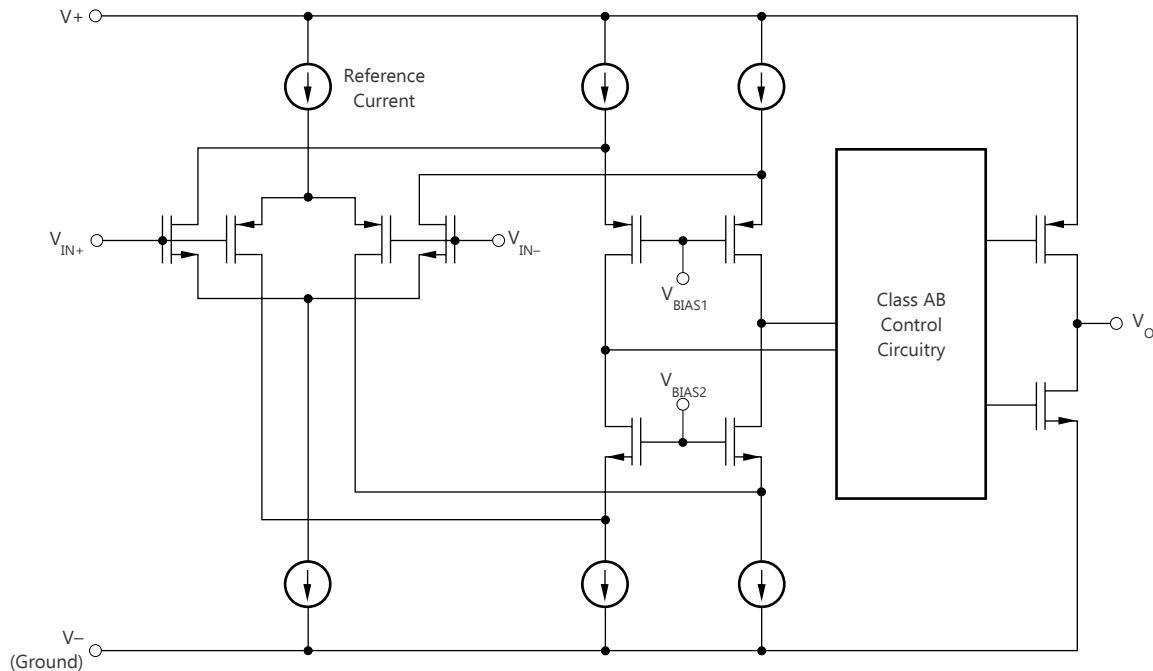 V+
Reference
Current
VIN+
VIN–
VBIAS1
Class AB
Control
Circuitry
VO
VBIAS2
V–
(Ground)